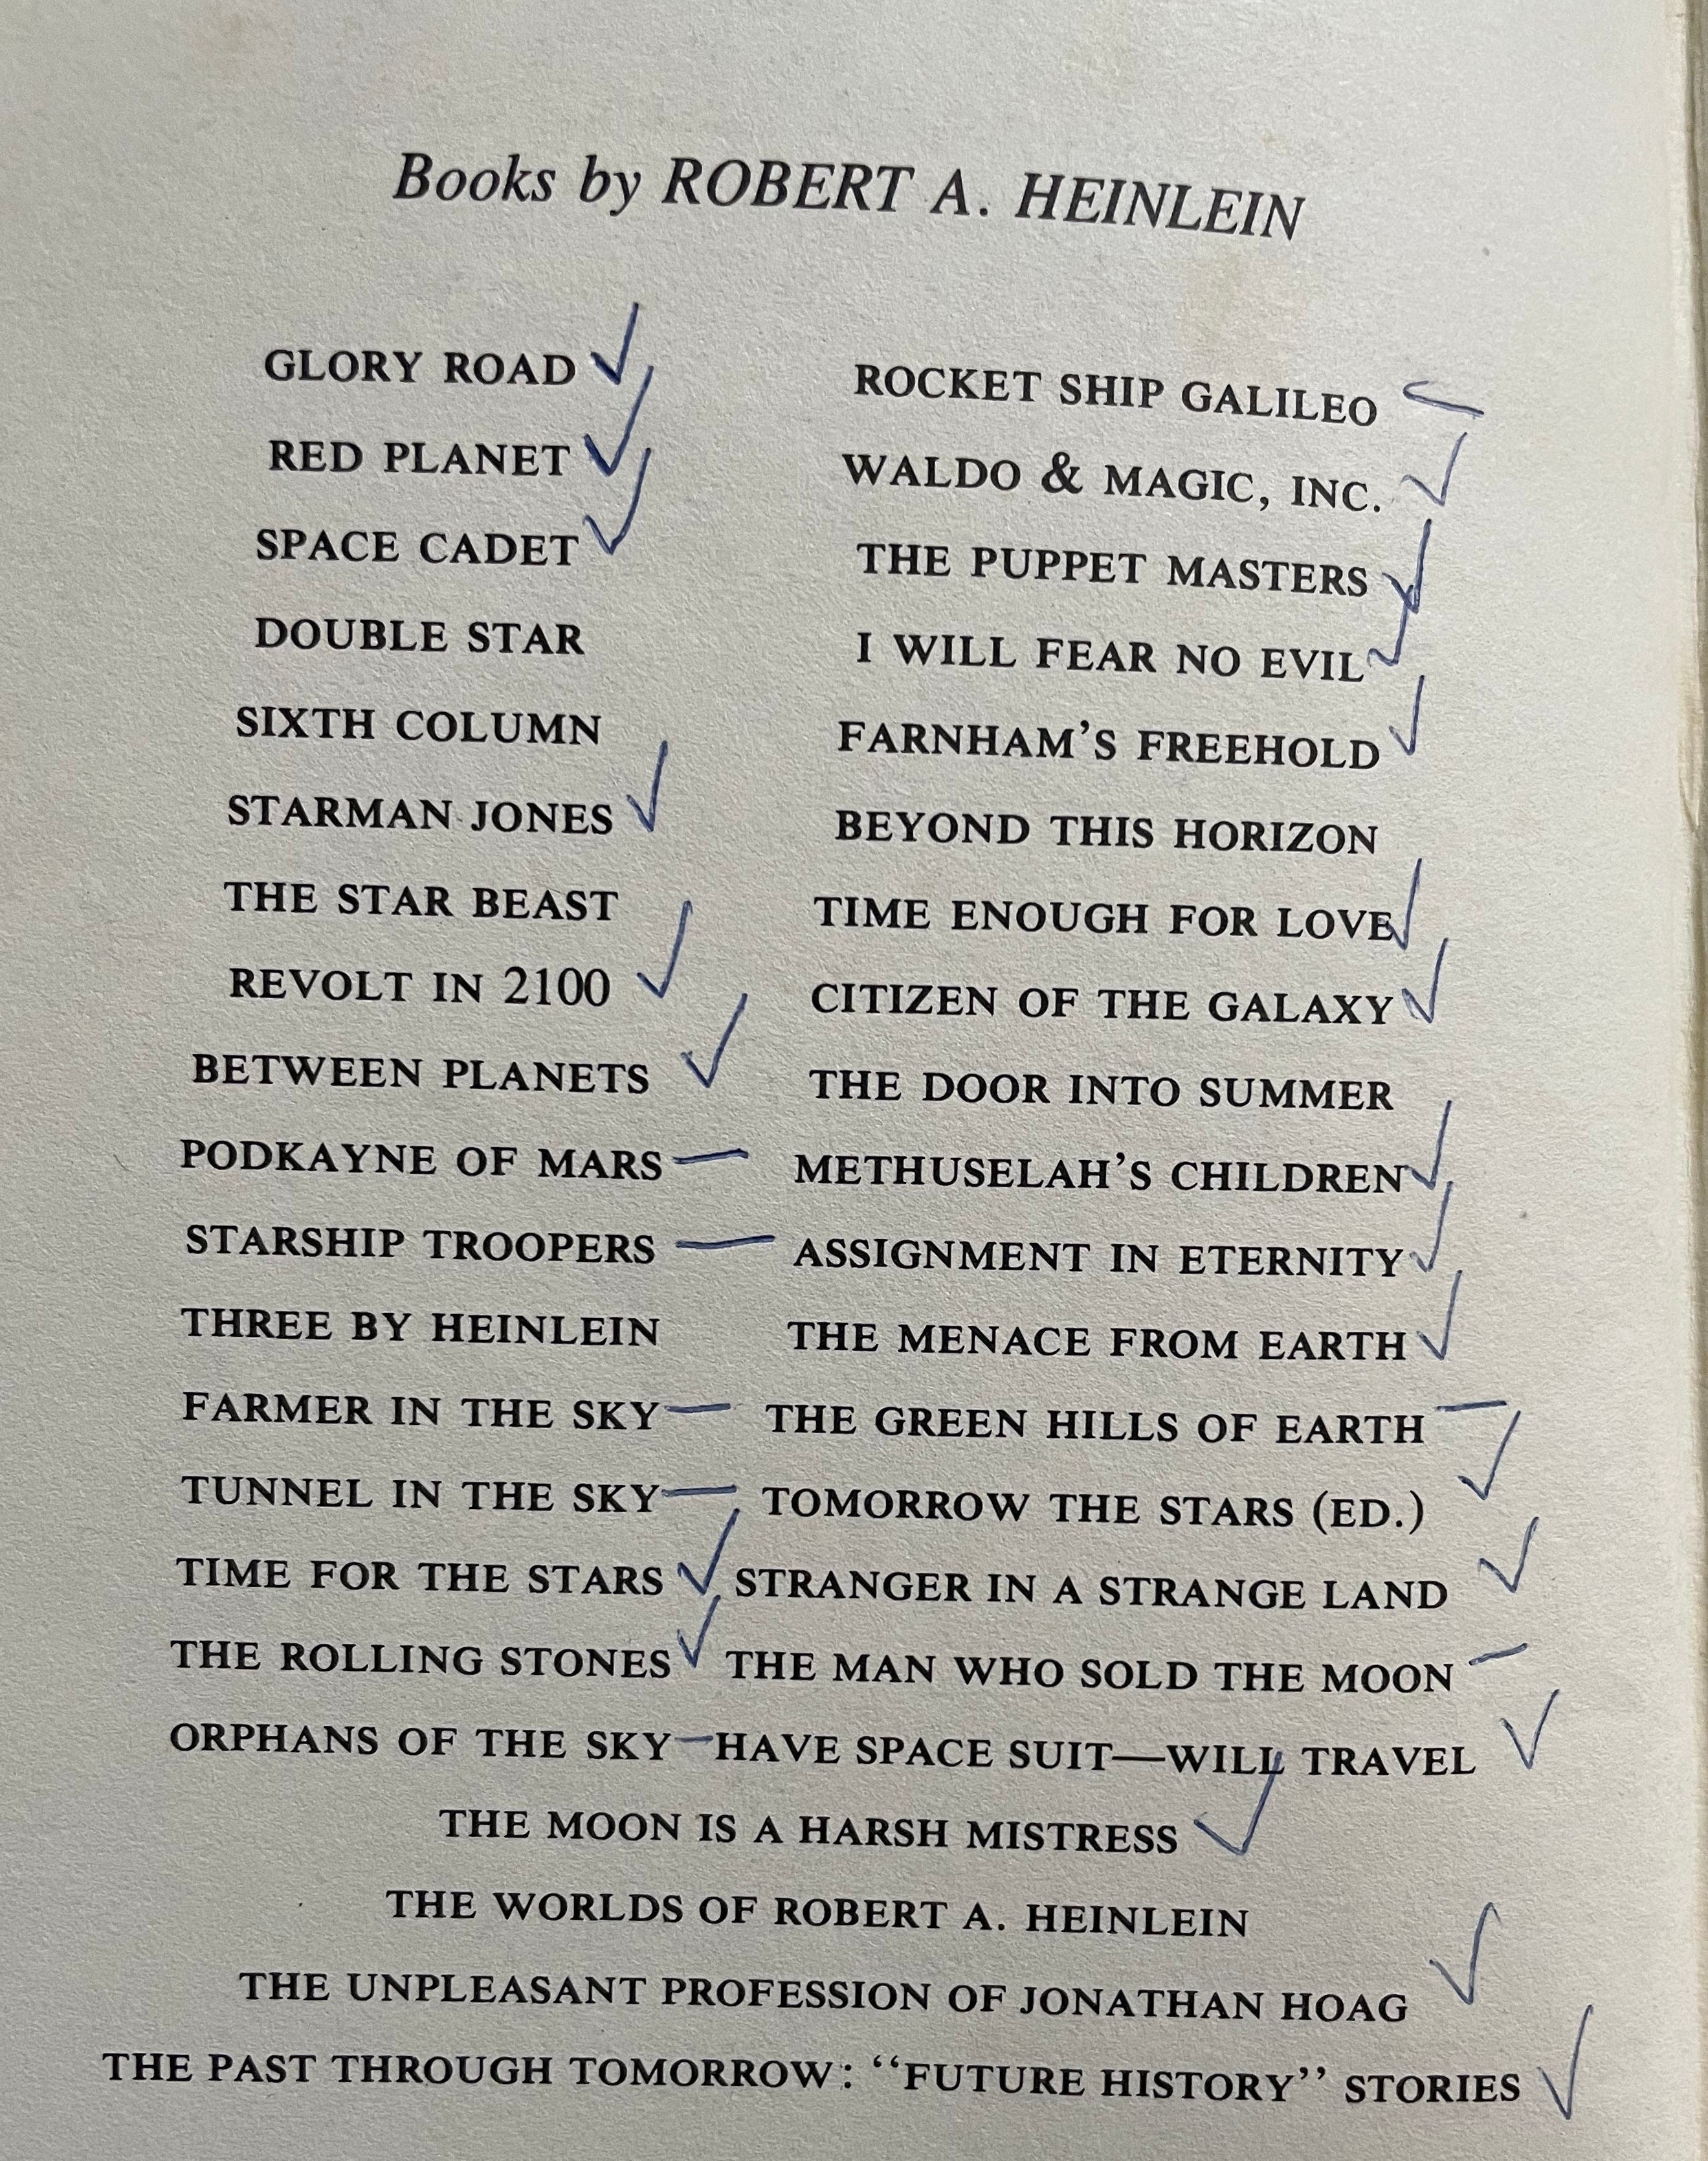 Books by ROBERT A. HEINLEIN
GLORY ROAD
RED PLANET
SPACE CADET
DOUBLE STAR
SIXTH COLUMN
STARMAN JONES
THE STAR BEAST
REVOLT IN 2100
BETWEEN PLANETS
PODKAYNE OF MARS
STARSHIP TROOPERS
THREE BY HEINLEIN
FARMER IN THE SKY
TUNNEL IN THE SKY
TIME FOR THE STARS
THE ROLLING STONES
ORPHANS OF THE SKY
ROCKET SHIP GALILEO
WALDO & MAGIC, INC.
THE PUPPET MASTERS
I WILL FEAR NO EVIL
FARNHAM’S FREEHOLD
BEYOND THIS HORIZON
TIME ENOUGH FOR LOVE
CITIZEN OF THE GALAXY
THE DOOR INTO SUMMER
METHUSELAH’S CHILDREN
ASSIGNMENT IN ETERNITY
THE MENACE FROM EARTH
THE GREEN HILLS OF EARTH
TOMORROW THE STARS (ED.)
STRANGER IN A STRANGE LAND
THE MAN WHO SOLD THE MOON
HAVE SPACE SUIT—WILL TRAVEL
THE MOON IS A HARSH MISTRESS
THE WORLDS OF ROBERT A. HEINLEIN
THE UNPLEASANT PROFESSION OF JONATHAN HOAG
THE PAST THROUGH TOMORROW: “FUTURE HISTORY” STORIES